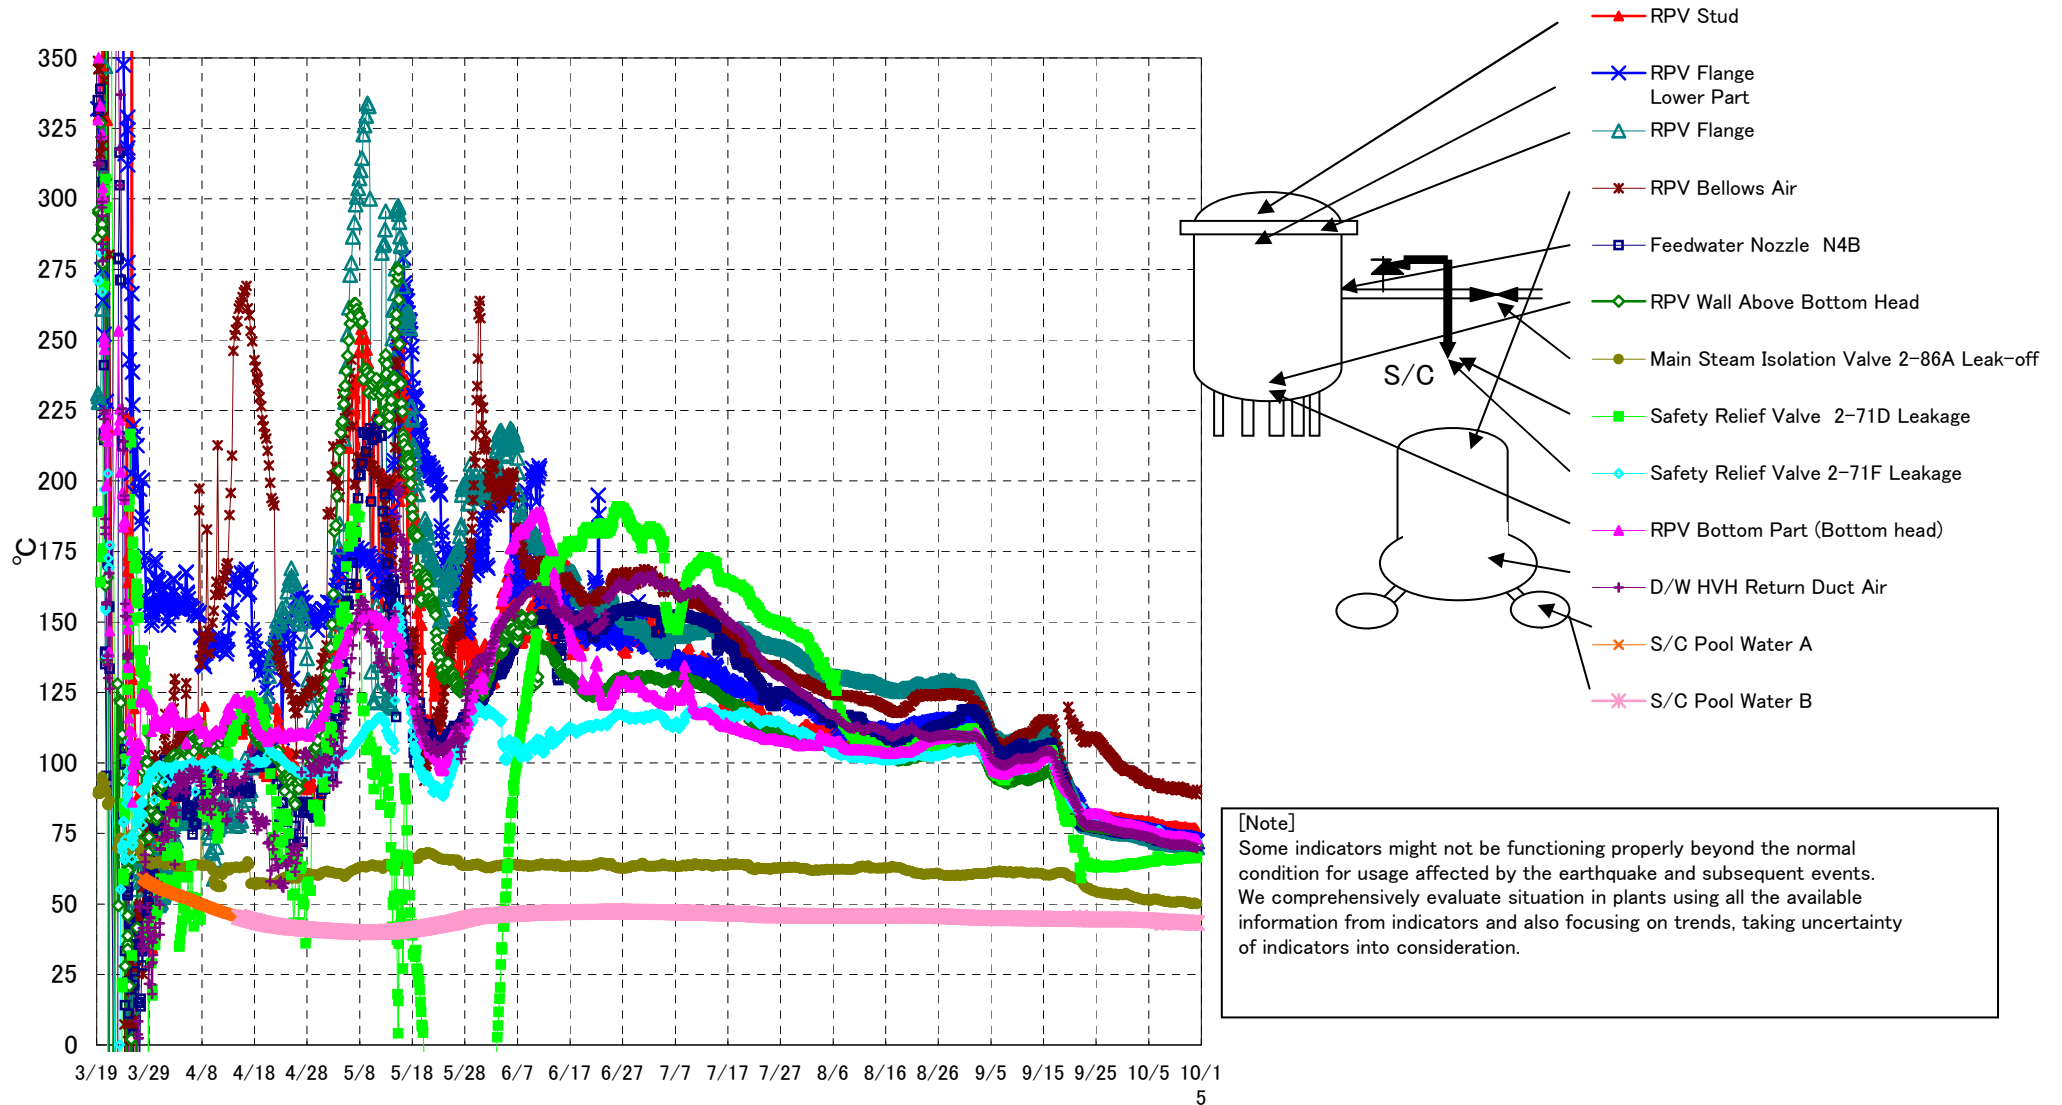 350
325
300
275
250
225
200
175
150
125
100
75
50
25
0
℃
3/19 3/29 4/8 4/18 4/28 5/8 5/18 5/28 6/7 6/17 6/27 7/7 7/17 7/27 8/6 8/16 8/26 9/5 9/15 9/25 10/5 10/1
5
RPV Stud
RPV Flange
Lower Part
RPV Flange
RPV Bellows Air
Feedwater Nozzle N4B
RPV Wall Above Bottom Head
Main Steam Isolation Valve 2-86A Leak-off
Safety Relief Valve 2-71D Leakage
Safety Relief Valve 2-71F Leakage
RPV Bottom Part (Bottom head)
D/W HVH Return Duct Air
S/C Pool Water A
S/C Pool Water B
S/C
[Note]
Some indicators might not be functioning properly beyond the normal
condition for usage affected by the earthquake and subsequent events.
We comprehensively evaluate situation in plants using all the available
information from indicators and also focusing on trends, taking uncertainty
of indicators into consideration.